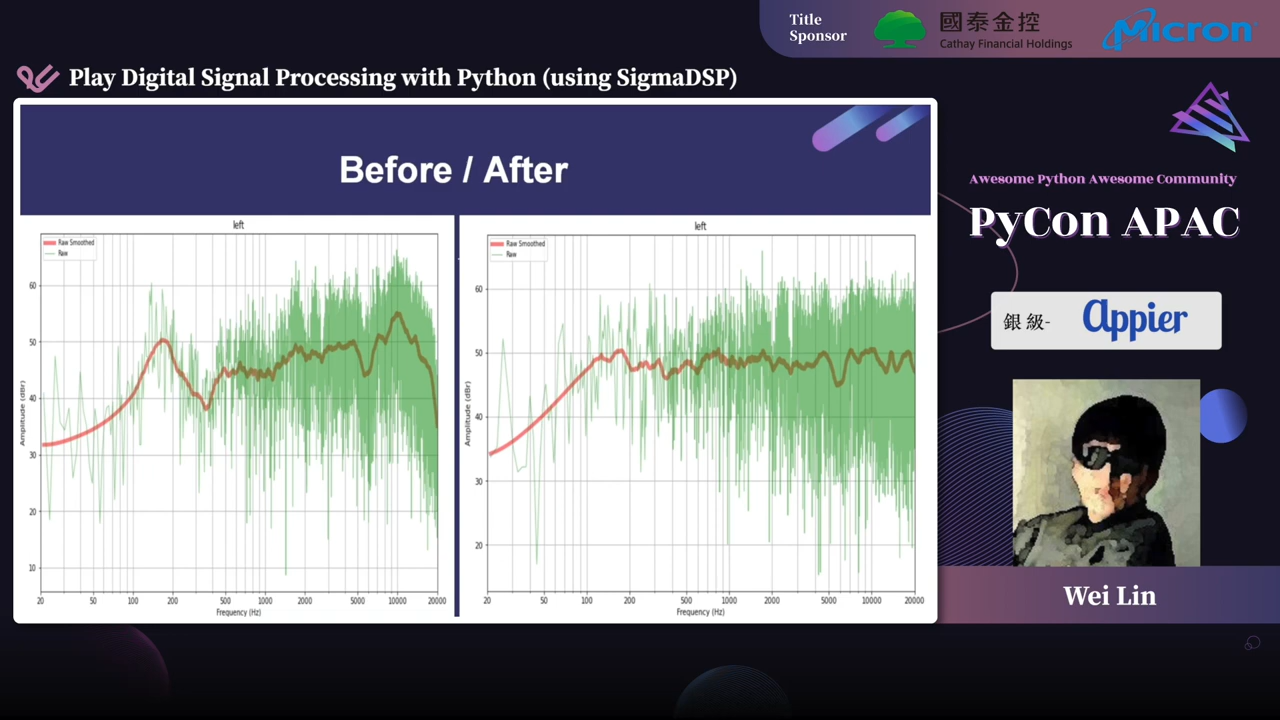 Title
Sponsor
國泰金控
Cathay Financial Holdings
Micron
Play Digital Signal Processing with Python (using SigmaDSP)
Before / After
Awesome Python Awesome Community
PyCon APAC
銀級-
Appier
Wei Lin
left
Raw Smoothed
Raw
Amplitude (dBr)
60
50
40
30
20
10
20 50 100 200 500 1000 2000 5000 10000 20000
Frequency (Hz)
left
Raw Smoothed
Raw
Amplitude (dBr)
60
50
40
30
20
20 50 100 200 500 1000 2000 5000 10000 20000
Frequency (Hz)